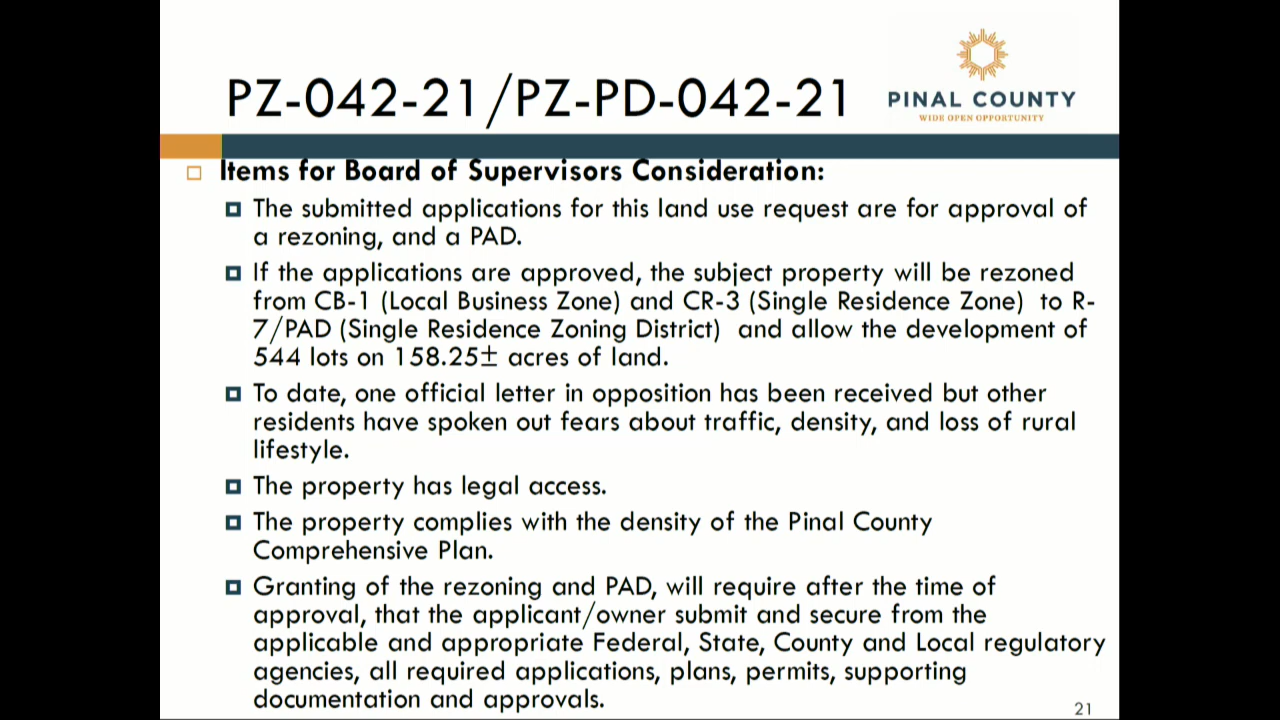 PZ-042-21/PZ-PD-042-21
PINAL COUNTY
WIDE OPEN OPPORTUNITY
Items for Board of Supervisors Consideration:
The submitted applications for this land use request are for approval of
a rezoning, and a PAD.
If the applications are approved, the subject property will be rezoned
from CB-1 (Local Business Zone) and CR-3 (Single Residence Zone) to R-
7/PAD (Single Residence Zoning District) and allow the development of
544 lots on 158.25± acres of land.
To date, one official letter in opposition has been received but other
residents have spoken out fears about traffic, density, and loss of rural
lifestyle.
The property has legal access.
The property complies with the density of the Pinal County
Comprehensive Plan.
Granting of the rezoning and PAD, will require after the time of
approval, that the applicant/owner submit and secure from the
applicable and appropriate Federal, State, County and Local regulatory
agencies, all required applications, plans, permits, supporting
documentation and approvals.
21